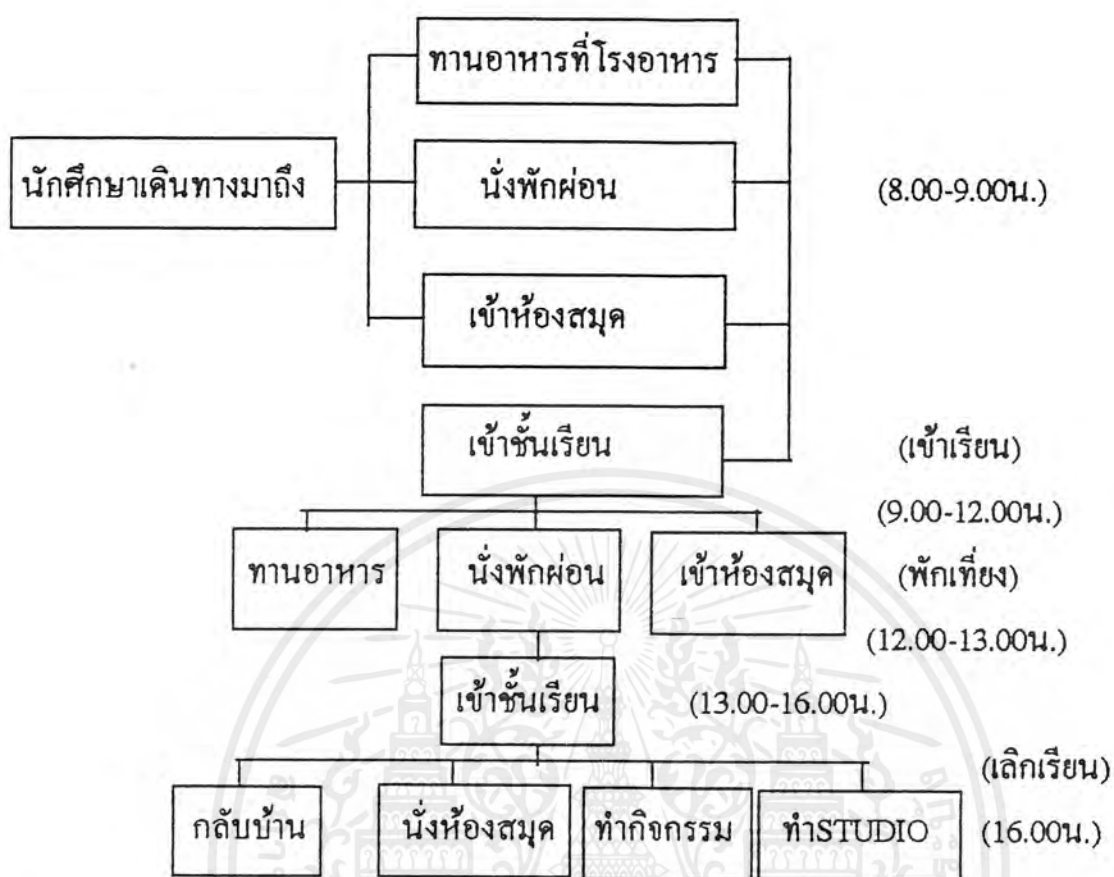 ทานอาหารที่โรงอาหาร
นักศึกษาเดินทางมาถึง
นั่งพักผ่อน
(8.00-9.00น.)
เข้าห้องสมุด
เข้าชั้นเรียน
(เข้าเรียน)
(9.00-12.00น.)
ทานอาหาร
นั่งพักผ่อน
เข้าห้องสมุด
(พักเที่ยง)
(12.00-13.00น.)
เข้าชั้นเรียน
(13.00-16.00น.)
(เลิกเรียน)
กลับบ้าน
นั่งห้องสมุด
ทำกิจกรรม
ทำSTUDIO
(16.00น.)